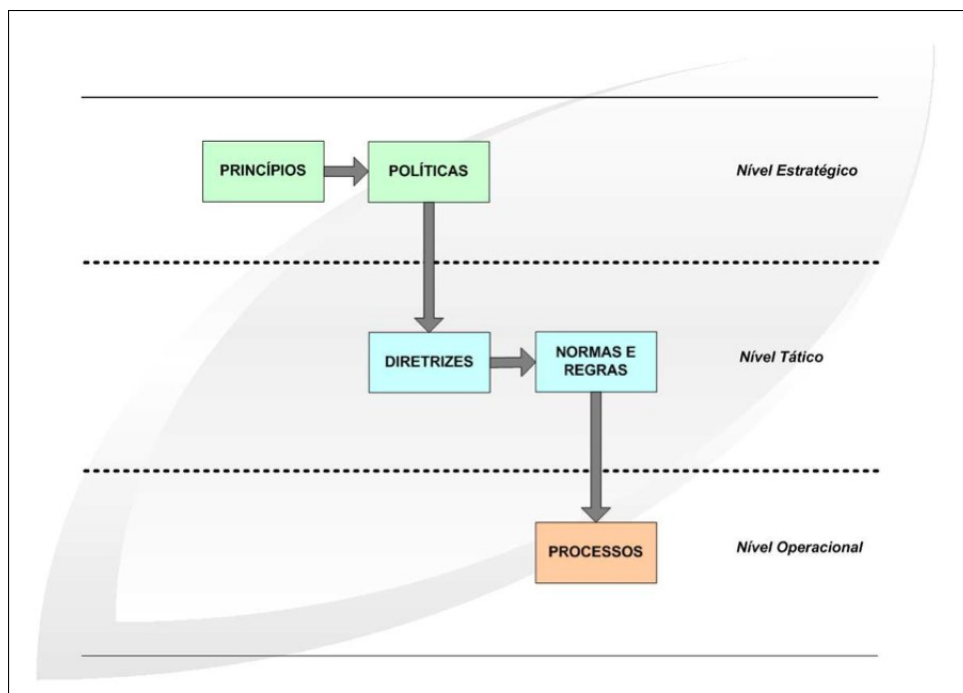 PRINCÍPIOS
POLÍTICAS
Nível Estratégico
DIRETRIZES
NORMAS E
REGRAS
Nível Tático
PROCESSOS
Nível Operacional